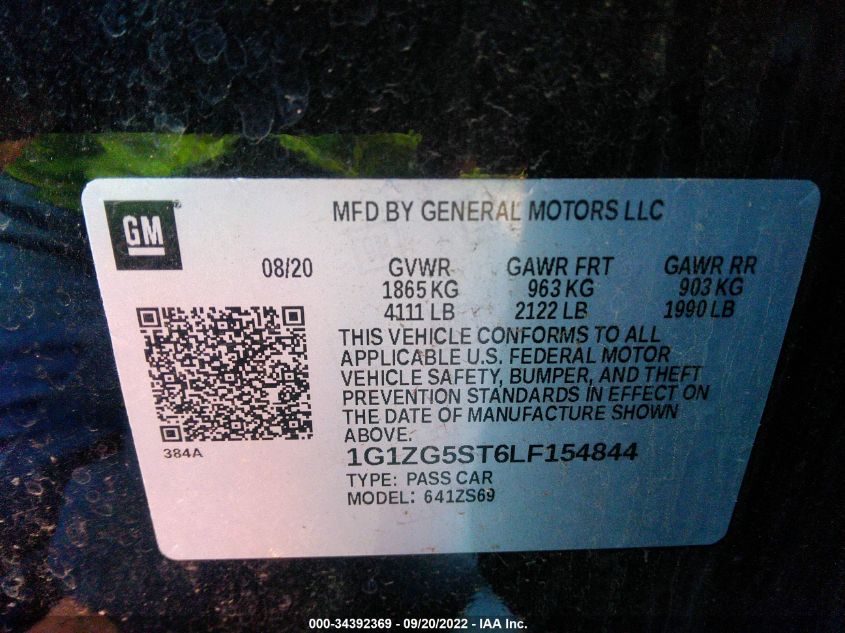 GM
MFD BY GENERAL MOTORS LLC
08/20 GVWR GAWR FRT GAWR RR
1865 KG 963 KG 903 KG
4111 LB 2122 LB 1990 LB
THIS VEHICLE CONFORMS TO ALL
APPLICABLE U.S. FEDERAL MOTOR
VEHICLE SAFETY, BUMPER, AND THEFT
PREVENTION STANDARDS IN EFFECT ON
THE DATE OF MANUFACTURE SHOWN
ABOVE.
384A
1G1ZG5ST6LF154844
TYPE: PASS CAR
MODEL: 641ZS69
000-34392369 - 09/20/2022 - IAA Inc.